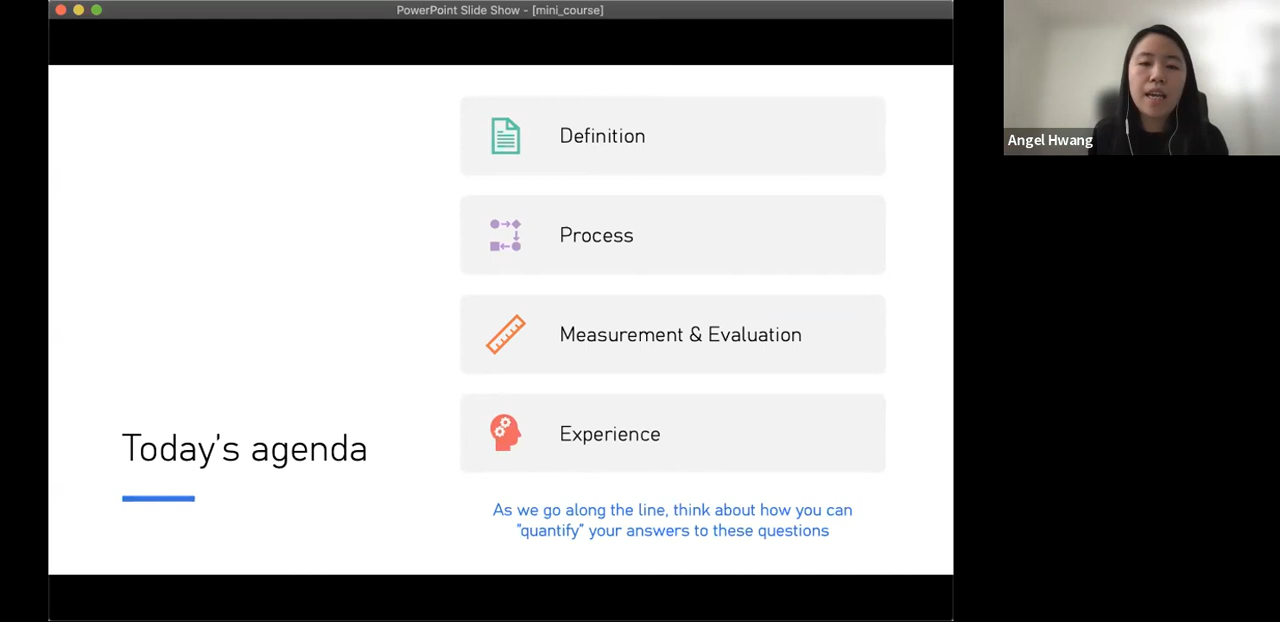 PowerPoint Slide Show - [mini_course]
Definition
Process
Measurement & Evaluation
Experience
Today's agenda
As we go along the line, think about how you can
"quantify" your answers to these questions
Angel Hwang